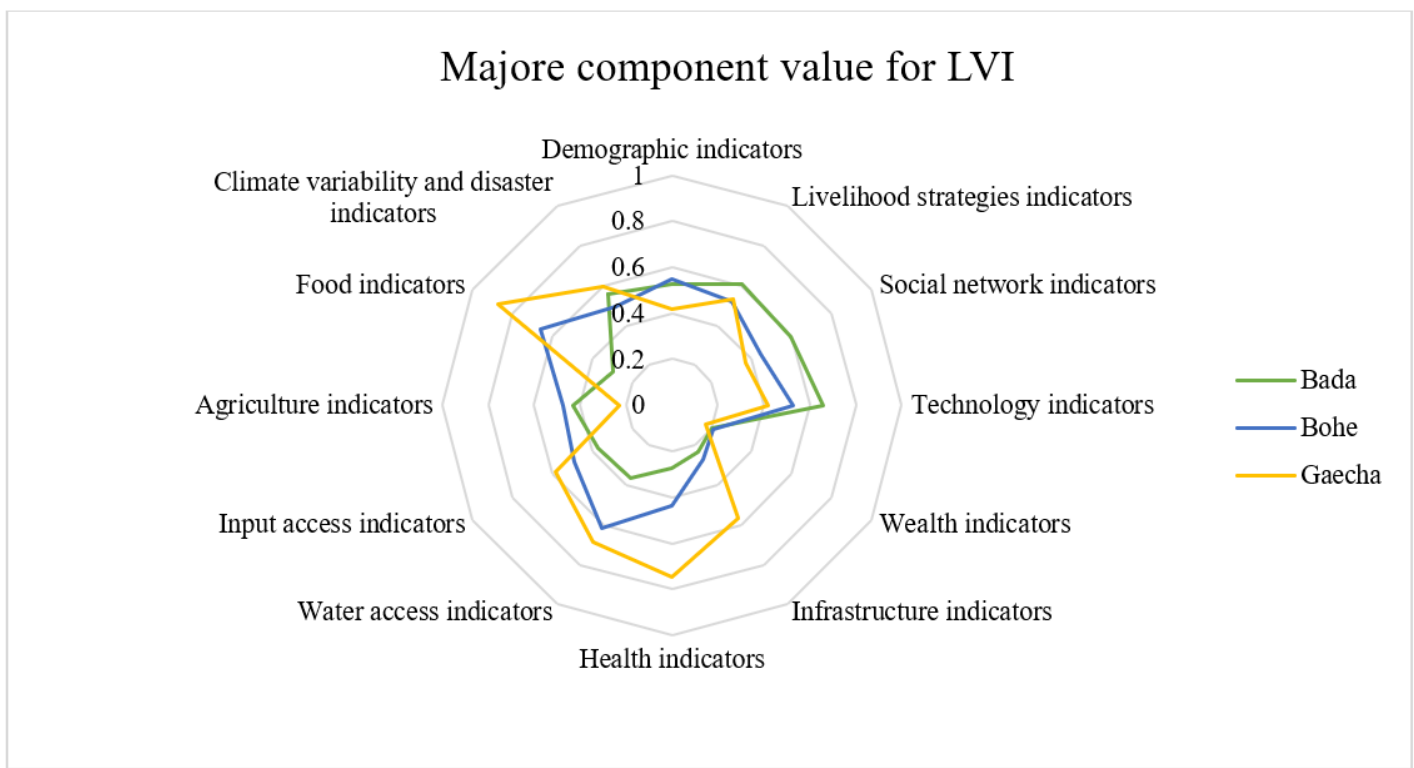 Majore component value for LVI
Demographic indicators
Livelihood strategies indicators
Social network indicators
Technology indicators
Wealth indicators
Infrastructure indicators
Health indicators
Water access indicators
Input access indicators
Agriculture indicators
Food indicators
Climate variability and disaster
indicators
1
0.8
0.6
0.4
0.2
0
Bada
Bohe
Gaecha